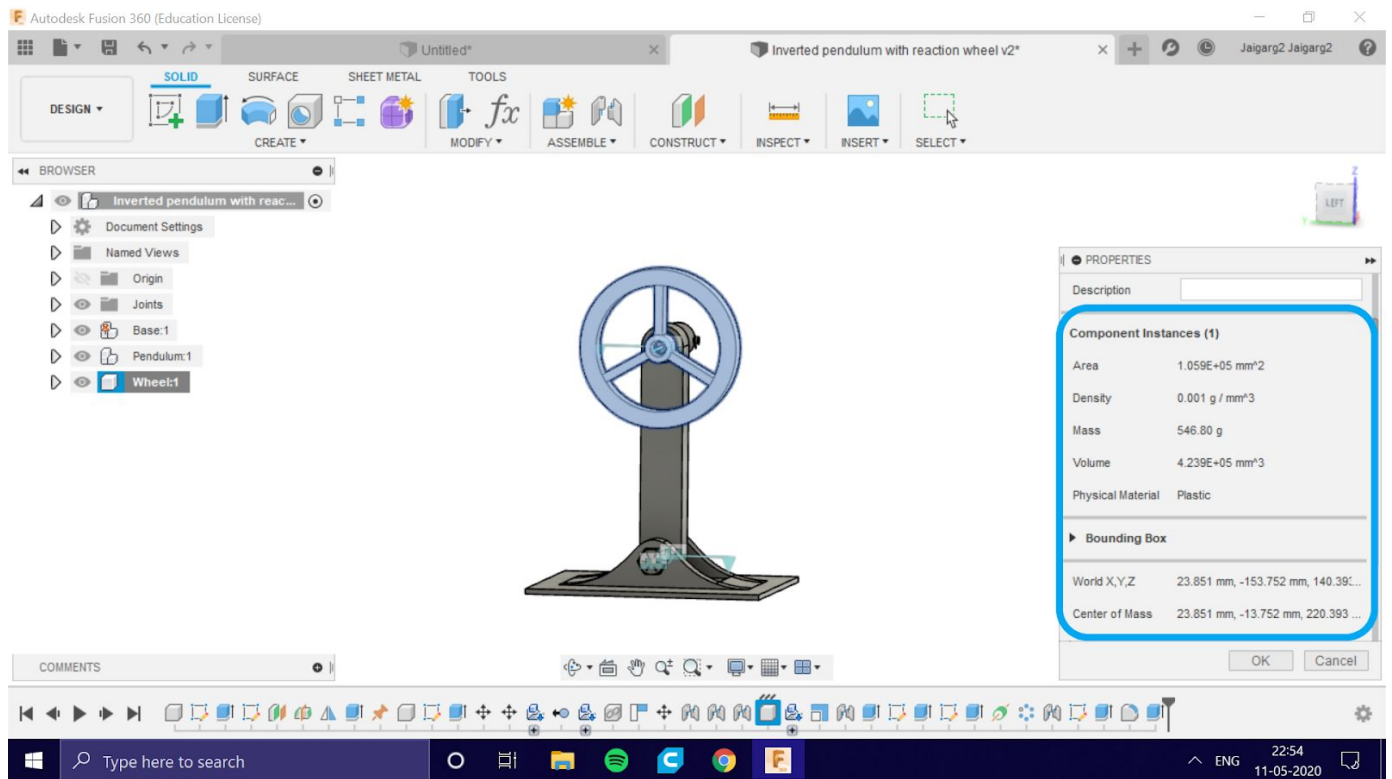 Autodesk Fusion 360 (Education License)
Untitled*
Inverted pendulum with reaction wheel v2*
Jaigarg2 Jaigarg2
SOLID SURFACE SHEET METAL TOOLS
DESIGN
CREATE MODIFY ASSEMBLE CONSTRUCT INSPECT INSERT SELECT
BROWSER
Inverted pendulum with reac...
Document Settings
Named Views
Origin
Joints
Base:1
Pendulum:1
Wheel:1
Z
LEFT
Y
PROPERTIES
Description
Component Instances (1)
Area 1.059E+05 mm^2
Density 0.001 g / mm^3
Mass 546.80 g
Volume 4.239E+05 mm^3
Physical Material Plastic
Bounding Box
World X,Y,Z 23.851 mm, -153.752 mm, 140.39...
Center of Mass 23.851 mm, -13.752 mm, 220.393 ...
OK Cancel
COMMENTS
Type here to search
ENG
22:54
11-05-2020